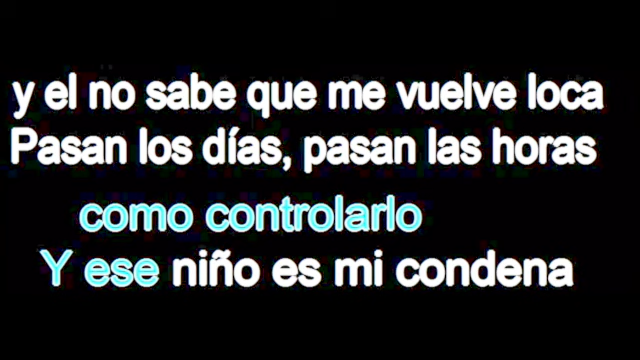 y el no sabe que me vuelve loca
Pasan los días, pasan las horas
como controlarlo
Y ese niño es mi condena